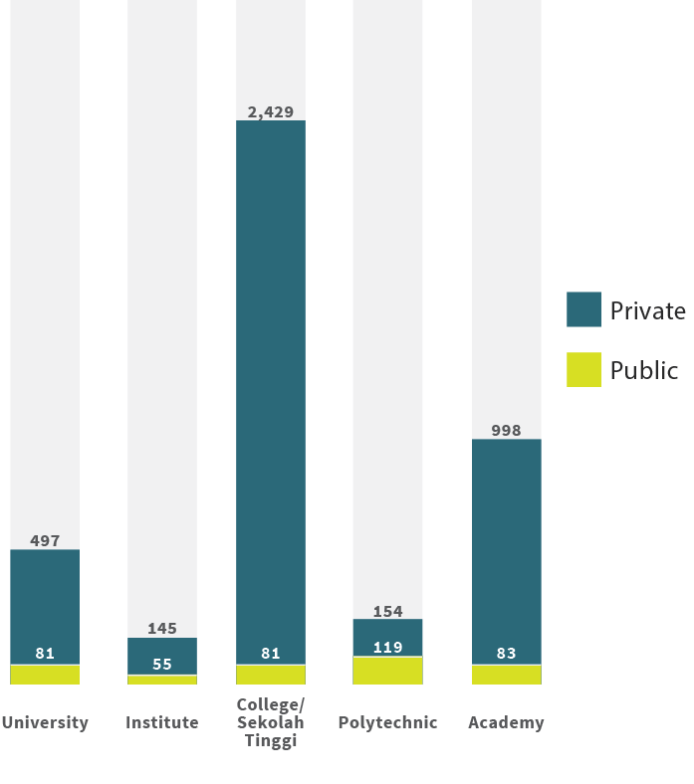 2,429
998
497
154
145
119
81
55
81
83
University
Institute
College/
Sekolah
Tinggi
Polytechnic
Academy
Private
Public